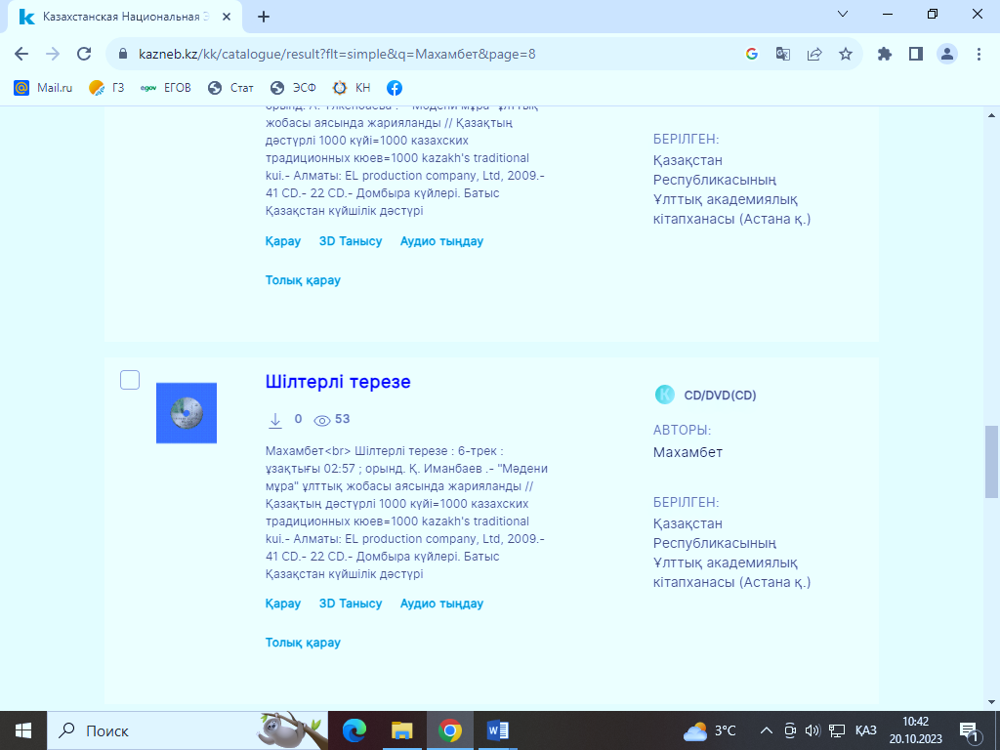 Казахстанская Национальная Э
kazneb.kz/kk/catalogue/result?flt=simple&q=Махамбет&page=8
Mail.ru
ГЗ
egov
ЕГОВ
Стат
ЭСФ
КН
жобасы аясында жарияланды // Қазақтың
дәстүрлі 1000 күйі=1000 казахских
традиционных кюев=1000 kazakh's traditional
kui.- Алматы: EL production company, Ltd, 2009.-
41 CD.- 22 CD.- Домбыра күйлері. Батыс
Қазақстан күйшілік дәстүрі
Қарау 3D Танысу Аудио тыңдау
Толық қарау
БЕРІЛГЕН:
Қазақстан
Республикасының
Ұлттық академиялық
кітапханасы (Астана қ.)
Шілтерлі терезе
0 53
Махамбет<br> Шілтерлі терезе : 6-трек :
ұзақтығы 02:57 ; орынд. Қ. Иманбаев .- "Мәдени
мұра" ұлттық жобасы аясында жарияланды //
Қазақтың дәстүрлі 1000 күйі=1000 казахских
традиционных кюев=1000 kazakh's traditional
kui.- Алматы: EL production company, Ltd, 2009.-
41 CD.- 22 CD.- Домбыра күйлері. Батыс
Қазақстан күйшілік дәстүрі
Қарау 3D Танысу Аудио тыңдау
Толық қарау
CD/DVD(CD)
АВТОРЫ:
Махамбет
БЕРІЛГЕН:
Қазақстан
Республикасының
Ұлттық академиялық
кітапханасы (Астана қ.)
Поиск
3°C
ҚАЗ
10:42
20.10.2023
1